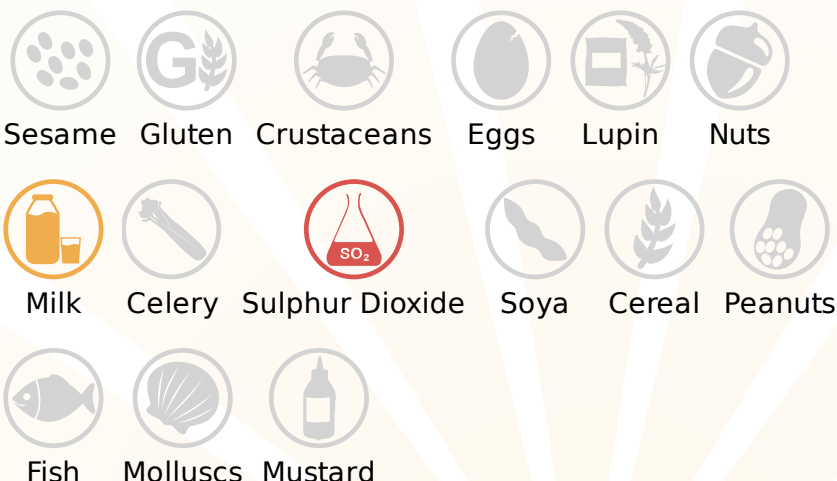 G
Sesame Gluten Crustaceans Eggs Lupin Nuts
SO₂
Milk Celery Sulphur Dioxide Soya Cereal Peanuts
Fish Molluscs Mustard